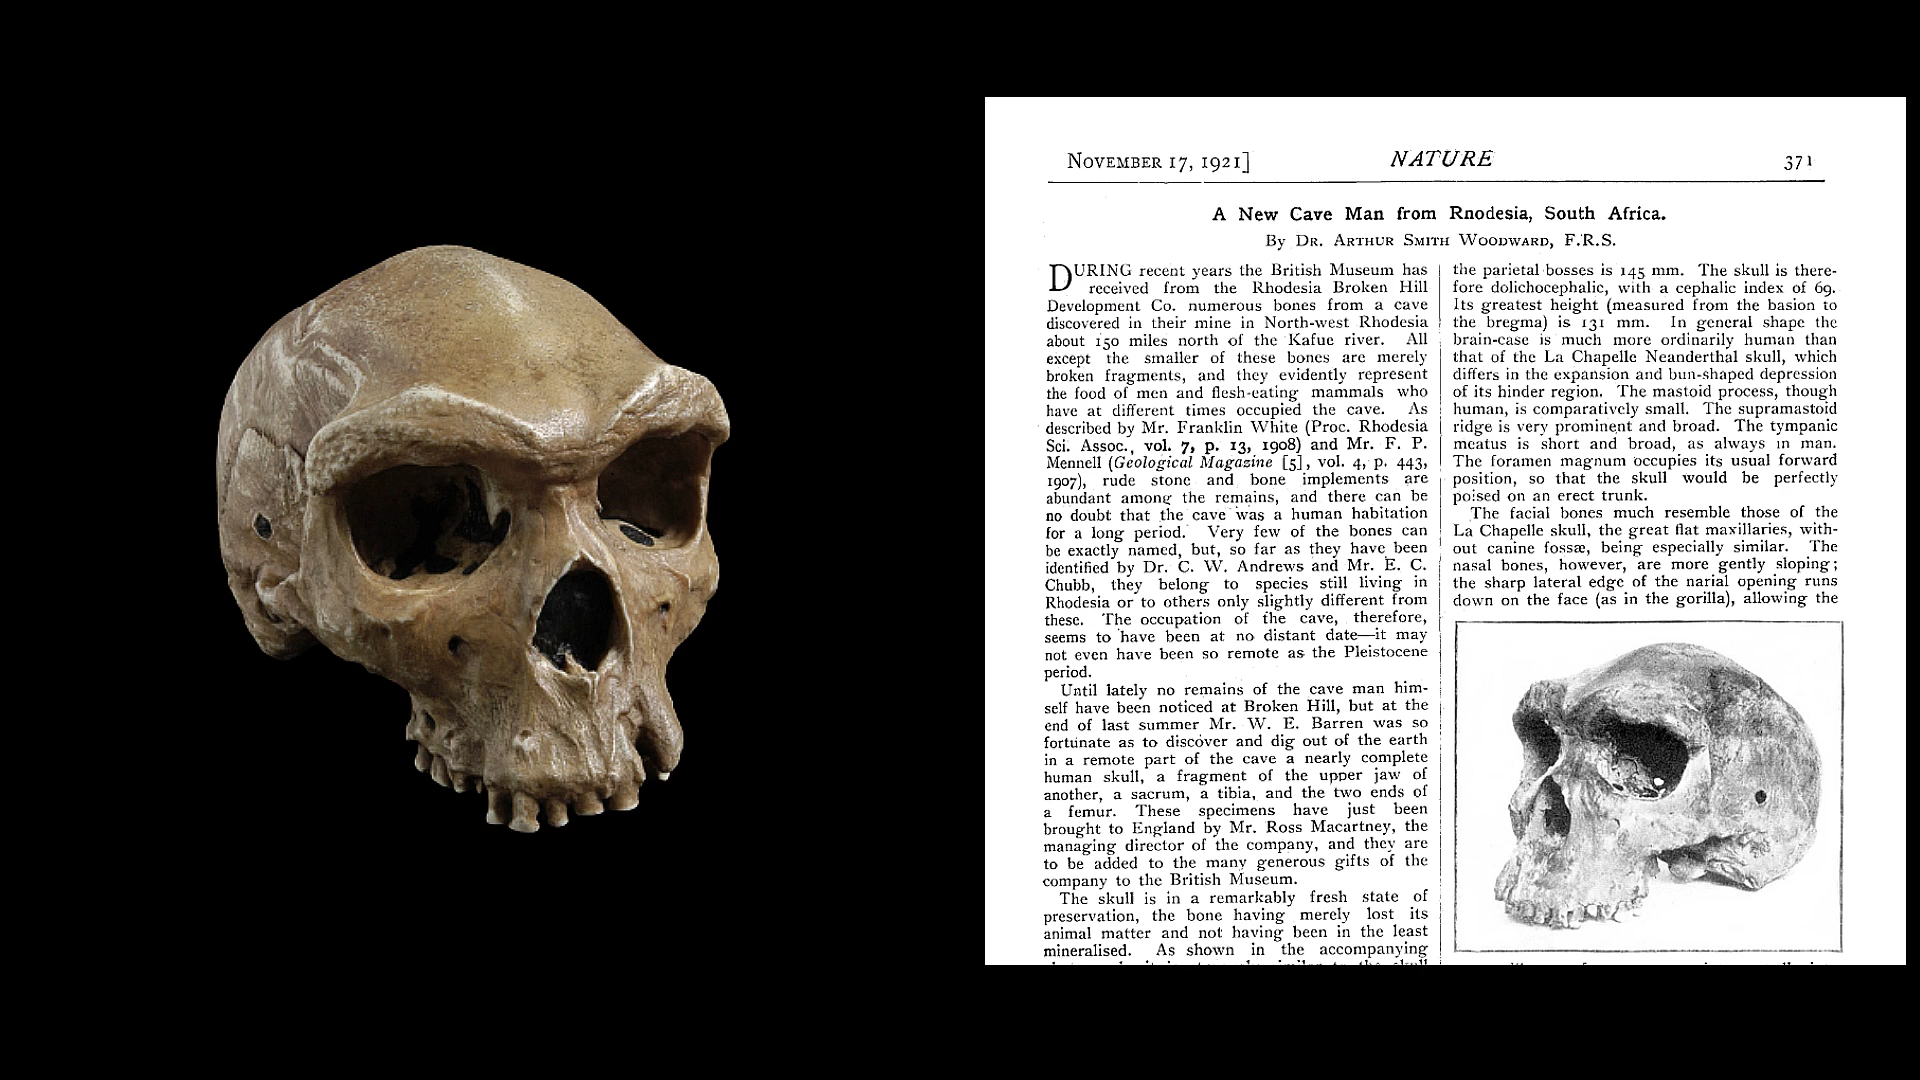 NOVEMBER 17, 1921]
NATURE
371
A New Cave Man from Rnodesia, South Africa.
By DR. ARTHUR SMITH WOODWARD, F.R.S.
DURING recent years the British Museum has
received from the Rhodesia Broken Hill
Development Co. numerous bones from a cave
discovered in their mine in North-west Rhodesia
about 150 miles north of the Kafue river. All
except the smaller of these bones are merely
broken fragments, and they evidently represent
the food of men and flesh-eating mammals who
have at different times occupied the cave. As
described by Mr. Franklin White (Proc. Rhodesia
Sci. Assoc., vol. 7, p. 13, 1908) and Mr. F. P.
Mennell (Geological Magazine [5], vol. 4, p. 443,
1907), rude stone and bone implements are
abundant among the remains, and there can be
no doubt that the cave was a human habitation
for a long period. Very few of the bones can
be exactly named, but, so far as they have been
identified by Dr. C. W. Andrews and Mr. E. C.
Chubb, they belong to species still living in
Rhodesia or to others only slightly different from
these. The occupation of the cave, therefore,
seems to have been at no distant date—it may
not even have been so remote as the Pleistocene
period.
Until lately no remains of the cave man him-
self have been noticed at Broken Hill, but at the
end of last summer Mr. W. E. Barren was so
fortunate as to discover and dig out of the earth
in a remote part of the cave a nearly complete
human skull, a fragment of the upper jaw of
another, a sacrum, a tibia, and the two ends of
a femur. These specimens have just been
brought to England by Mr. Ross Macartney, the
managing director of the company, and they are
to be added to the many generous gifts of the
company to the British Museum.
The skull is in a remarkably fresh state of
preservation, the bone having merely lost its
animal matter and not having been in the least
mineralised. As shown in the accompanying
the parietal bosses is 145 mm. The skull is there-
fore dolichocephalic, with a cephalic index of 69.
Its greatest height (measured from the basion to
the bregma) is 131 mm. In general shape the
brain-case is much more ordinarily human than
that of the La Chapelle Neanderthal skull, which
differs in the expansion and bun-shaped depression
of its hinder region. The mastoid process, though
human, is comparatively small. The supramastoid
ridge is very prominent and broad. The tympanic
meatus is short and broad, as always in man.
The foramen magnum occupies its usual forward
position, so that the skull would be perfectly
poised on an erect trunk.
The facial bones much resemble those of the
La Chapelle skull, the great flat maxillaries, with-
out canine fossæ, being especially similar. The
nasal bones, however, are more gently sloping;
the sharp lateral edge of the narial opening runs
down on the face (as in the gorilla), allowing the